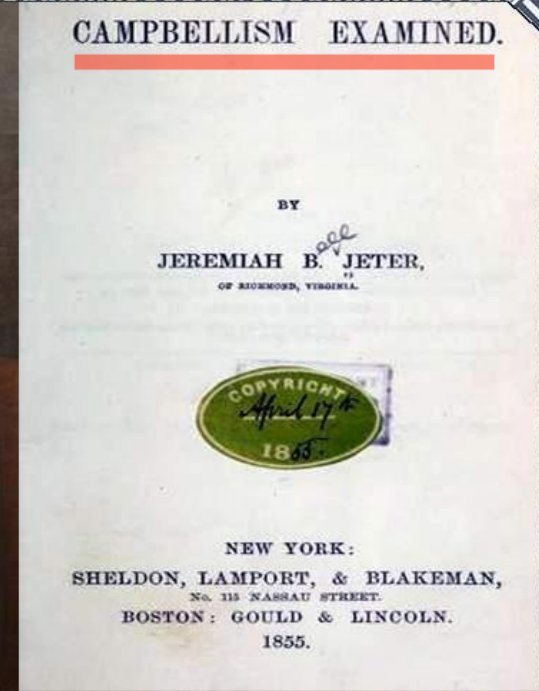 CAMPBELLISM EXAMINED.
BY
JEREMIAH B. JETER,
OF RICHMOND, VIRGINIA.
COPYRIGHT
April 17th
1855.
NEW YORK:
SHELDON, LAMPORT, & BLAKEMAN,
No. 115 NASSAU STREET.
BOSTON: GOULD & LINCOLN.
1855.